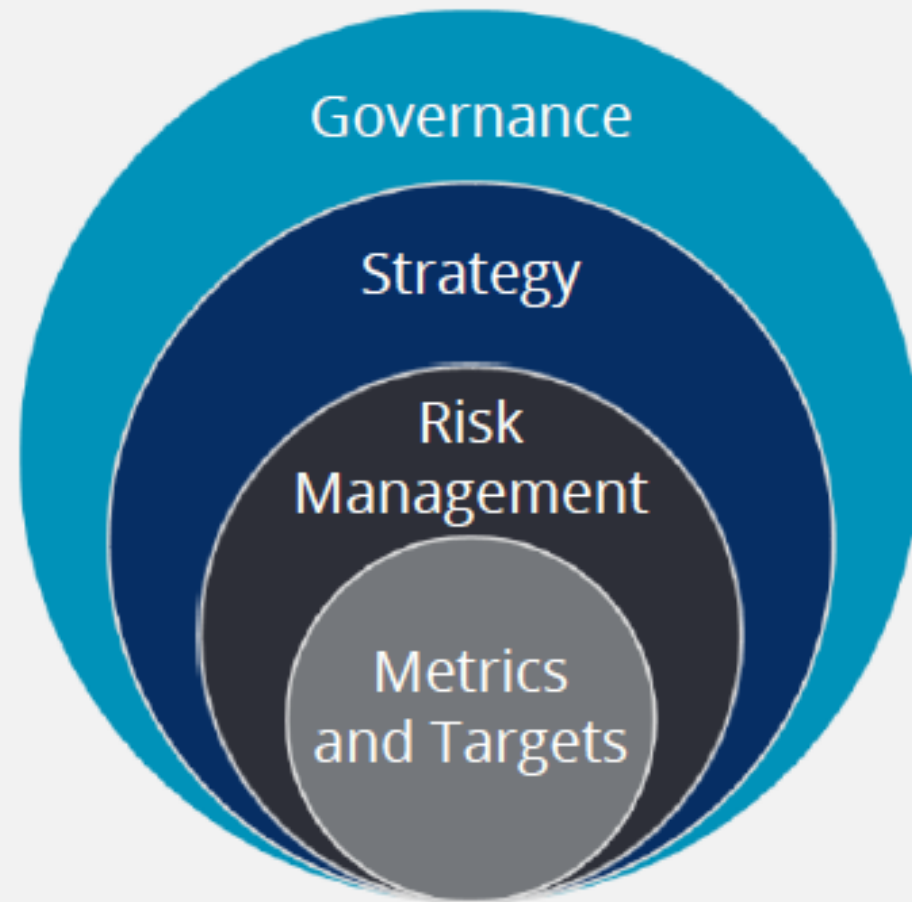 Governance
Strategy
Risk
Management
Metrics
and Targets